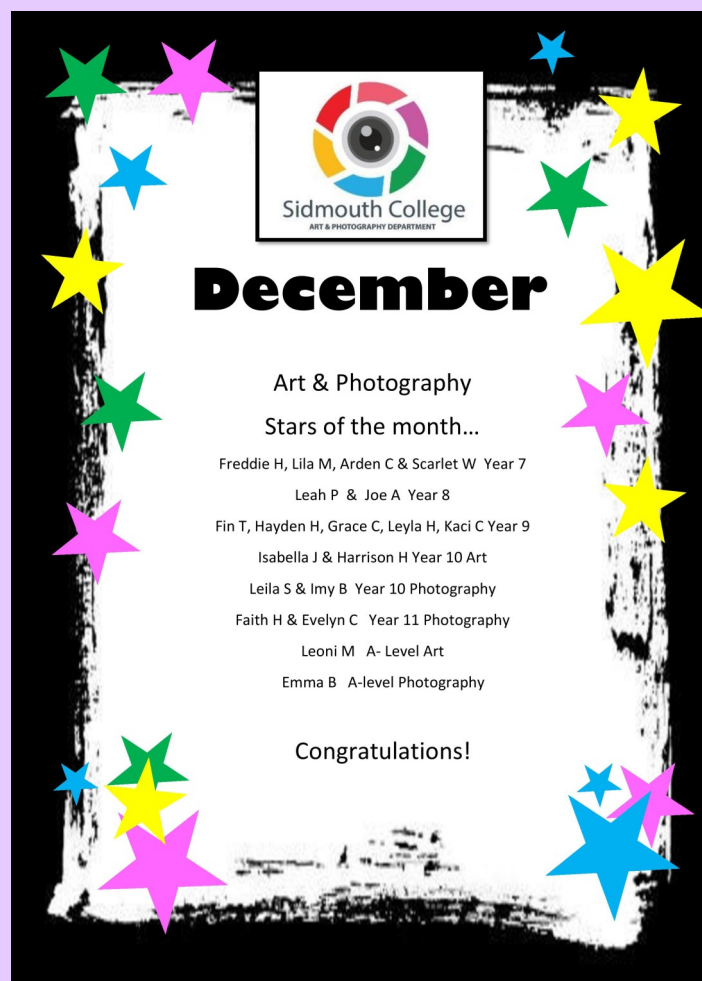 Sidmouth College
ART & PHOTOGRAPHY DEPARTMENT
December
Art & Photography
Stars of the month...
Freddie H, Lila M, Arden C & Scarlet W Year 7
Leah P & Joe A Year 8
Fin T, Hayden H, Grace C, Leyla H, Kaci C Year 9
Isabella J & Harrison H Year 10 Art
Leila S & Imy B Year 10 Photography
Faith H & Evelyn C Year 11 Photography
Leoni M A- Level Art
Emma B A-level Photography
Congratulations!